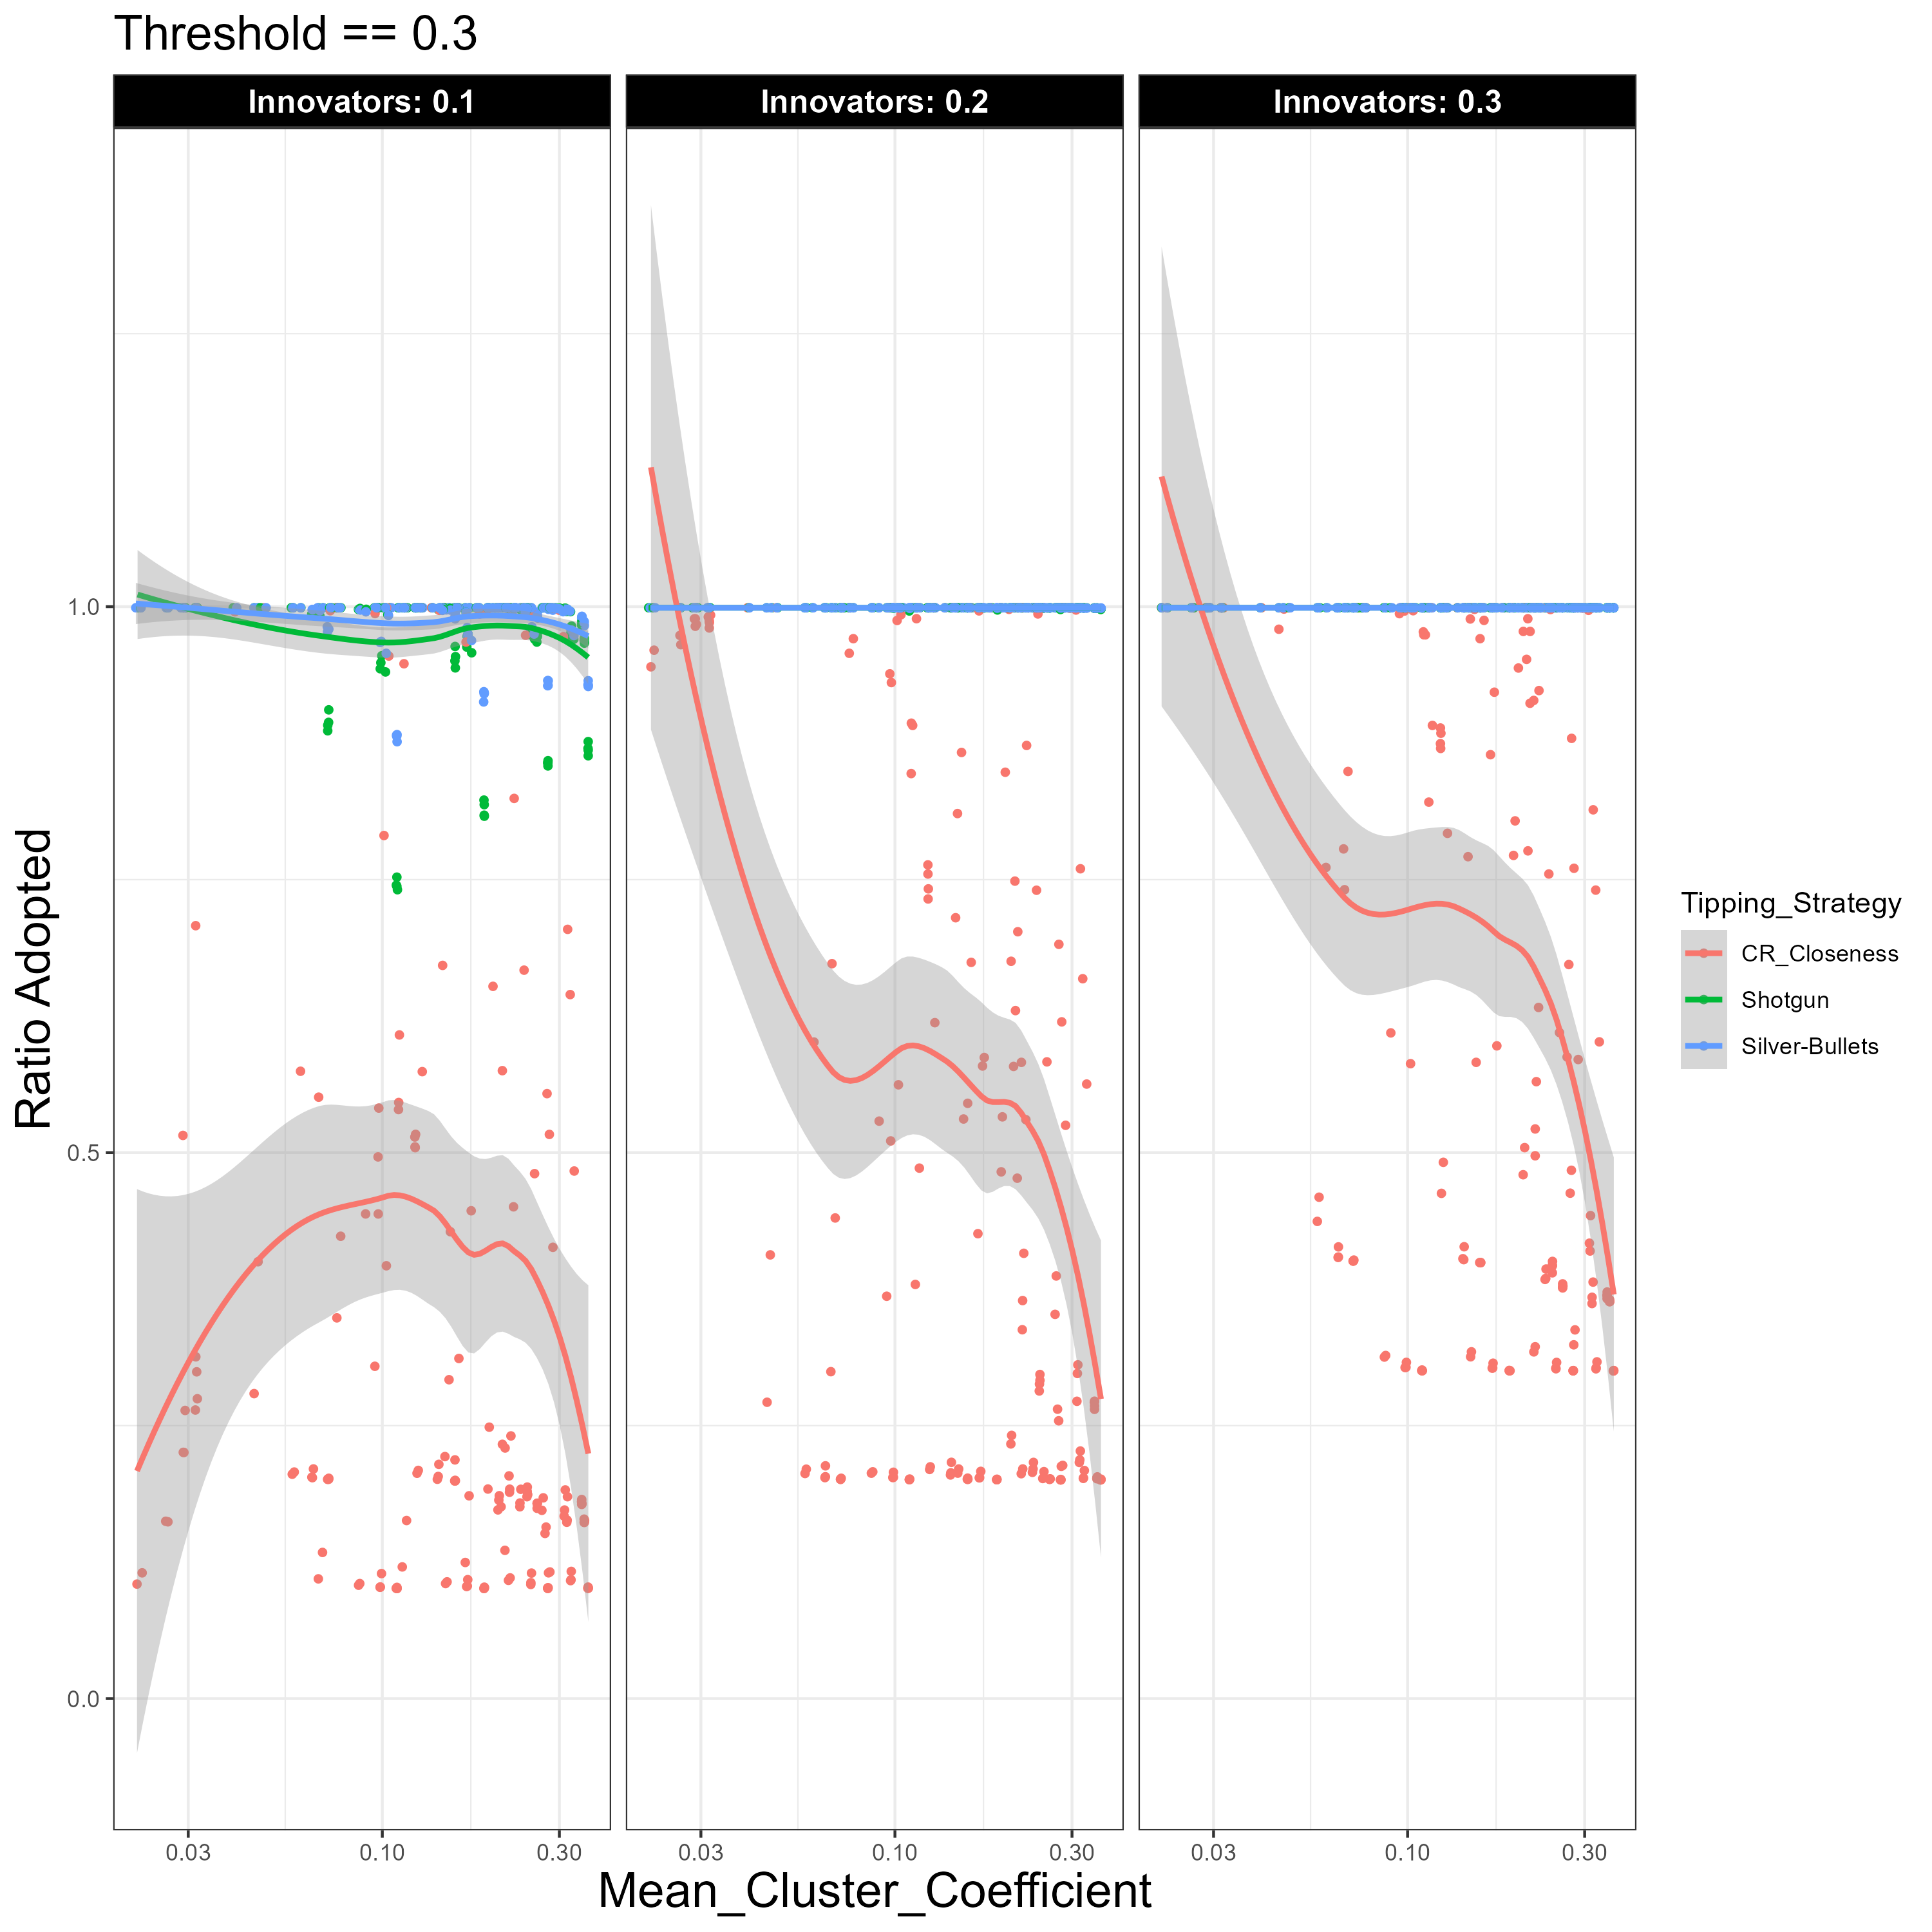 Threshold == 0.3
Innovators: 0.1
Innovators: 0.2
Innovators: 0.3
Ratio Adopted
1.0
0.5
0.0
0.03 0.10 0.30
0.03 0.10 0.30
0.03 0.10 0.30
Mean_Cluster_Coefficient
Tipping_Strategy
CR_Closeness
Shotgun
Silver-Bullets